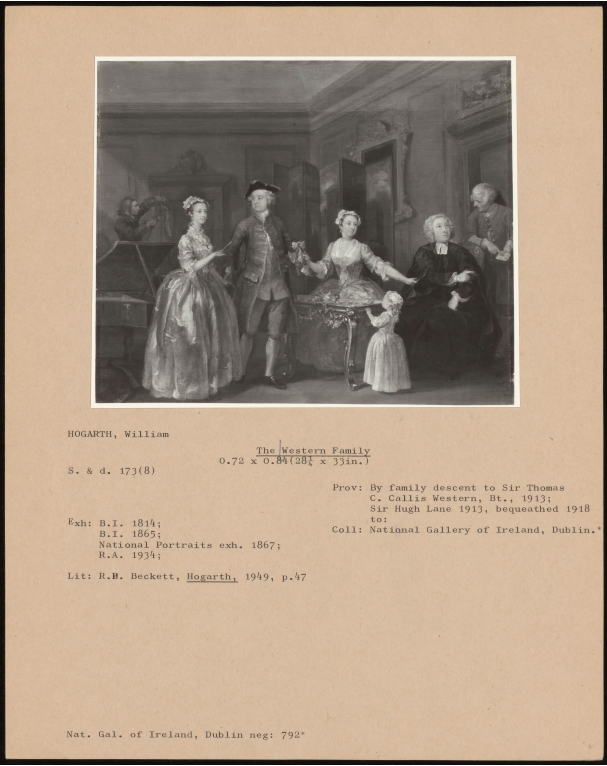 HOGARTH, William
The Western Family
0.72 x 0.84(28¼ x 33in.)
S. & d. 173(8)
Prov: By family descent to Sir Thomas
C. Callis Western, Bt., 1913;
Sir Hugh Lane 1913, bequeathed 1918
to:
Coll: National Gallery of Ireland, Dublin.*
Exh: B.I. 1814;
B.I. 1865;
National Portraits exh. 1867;
R.A. 1934;
Lit: R.B. Beckett, Hogarth, 1949, p.47
Nat. Gal. of Ireland, Dublin neg: 792*